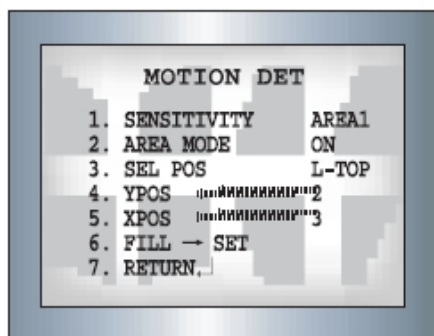 MOTION DET
1. SENSITIVITY AREA1
2. AREA MODE ON
3. SEL POS L-TOP
4. YPOS 2
5. XPOS 3
6. FILL → SET
7. RETURN ↲